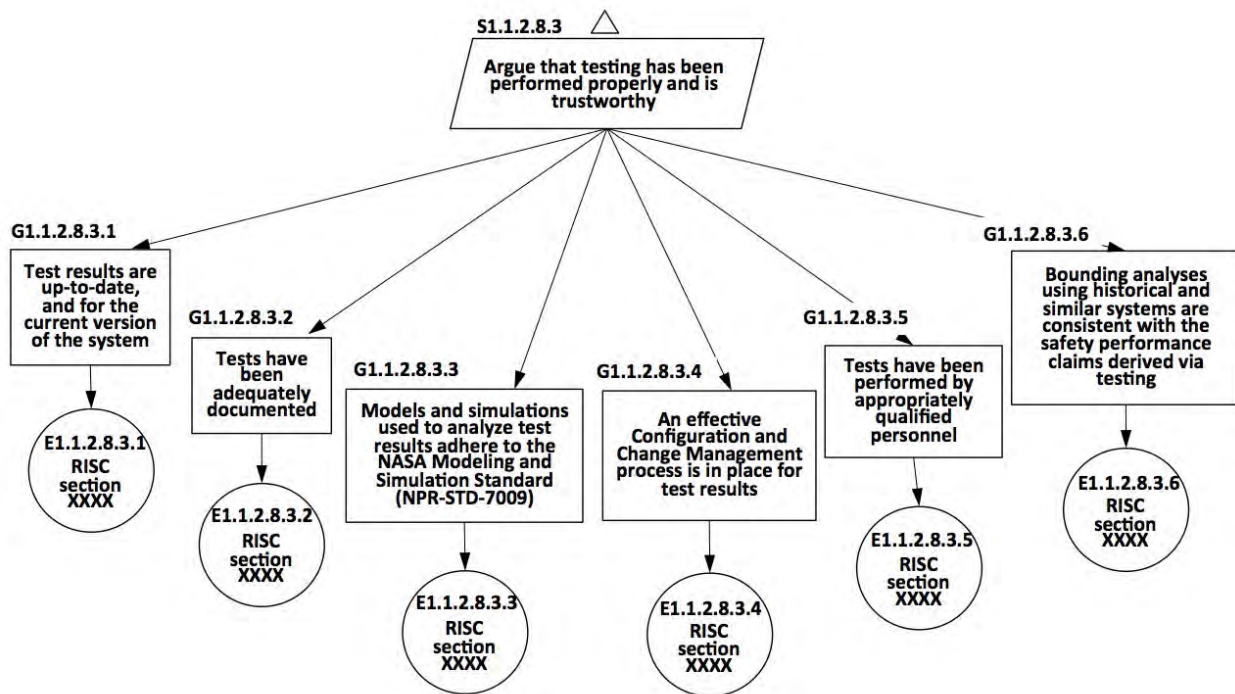 S1.1.2.8.3
Argue that testing has been
performed properly and is
trustworthy
G1.1.2.8.3.1
Test results are
up-to-date,
and for the
current version
of the system
E1.1.2.8.3.1
RISC
section
XXXX
G1.1.2.8.3.2
Tests have
been
adequately
documented
E1.1.2.8.3.2
RISC
section
XXXX
G1.1.2.8.3.3
Models and simulations
used to analyze test
results adhere to the
NASA Modeling and
Simulation Standard
(NPR-STD-7009)
E1.1.2.8.3.3
RISC
section
XXXX
G1.1.2.8.3.4
An effective
Configuration and
Change Management
process is in place for
test results
E1.1.2.8.3.4
RISC
section
XXXX
G1.1.2.8.3.5
Tests have been
performed by
appropriately
qualified
personnel
E1.1.2.8.3.5
RISC
section
XXXX
G1.1.2.8.3.6
Bounding analyses
using historical and
similar systems are
consistent with the
safety performance
claims derived via
testing
E1.1.2.8.3.6
RISC
section
XXXX